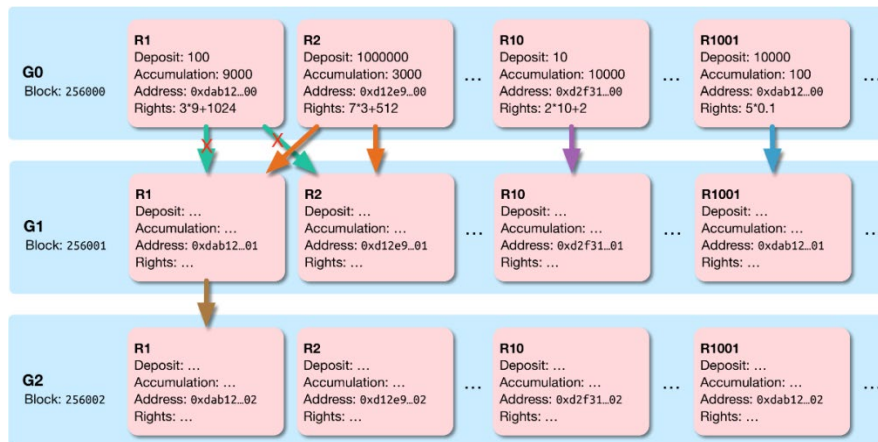 G0
Block: 256000
R1
Deposit: 100
Accumulation: 9000
Address: 0xdab12…00
Rights: 3*9+1024
R2
Deposit: 1000000
Accumulation: 3000
Address: 0xd12e9…00
Rights: 7*3+512
…
R10
Deposit: 10
Accumulation: 10000
Address: 0xd2f31…00
Rights: 2*10+2
…
R1001
Deposit: 10000
Accumulation: 100
Address: 0xdab12…00
Rights: 5*0.1
…
G1
Block: 256001
R1
Deposit: …
Accumulation: …
Address: 0xdab12…01
Rights: …
R2
Deposit: …
Accumulation: …
Address: 0xd12e9…01
Rights: …
…
R10
Deposit: …
Accumulation: …
Address: 0xd2f31…01
Rights: …
…
R1001
Deposit: …
Accumulation: …
Address: 0xdab12…01
Rights: …
…
G2
Block: 256002
R1
Deposit: …
Accumulation: …
Address: 0xdab12…02
Rights: …
R2
Deposit: …
Accumulation: …
Address: 0xd12e9…02
Rights: …
…
R10
Deposit: …
Accumulation: …
Address: 0xd2f31…02
Rights: …
…
R1001
Deposit: …
Accumulation: …
Address: 0xdab12…02
Rights: …
…